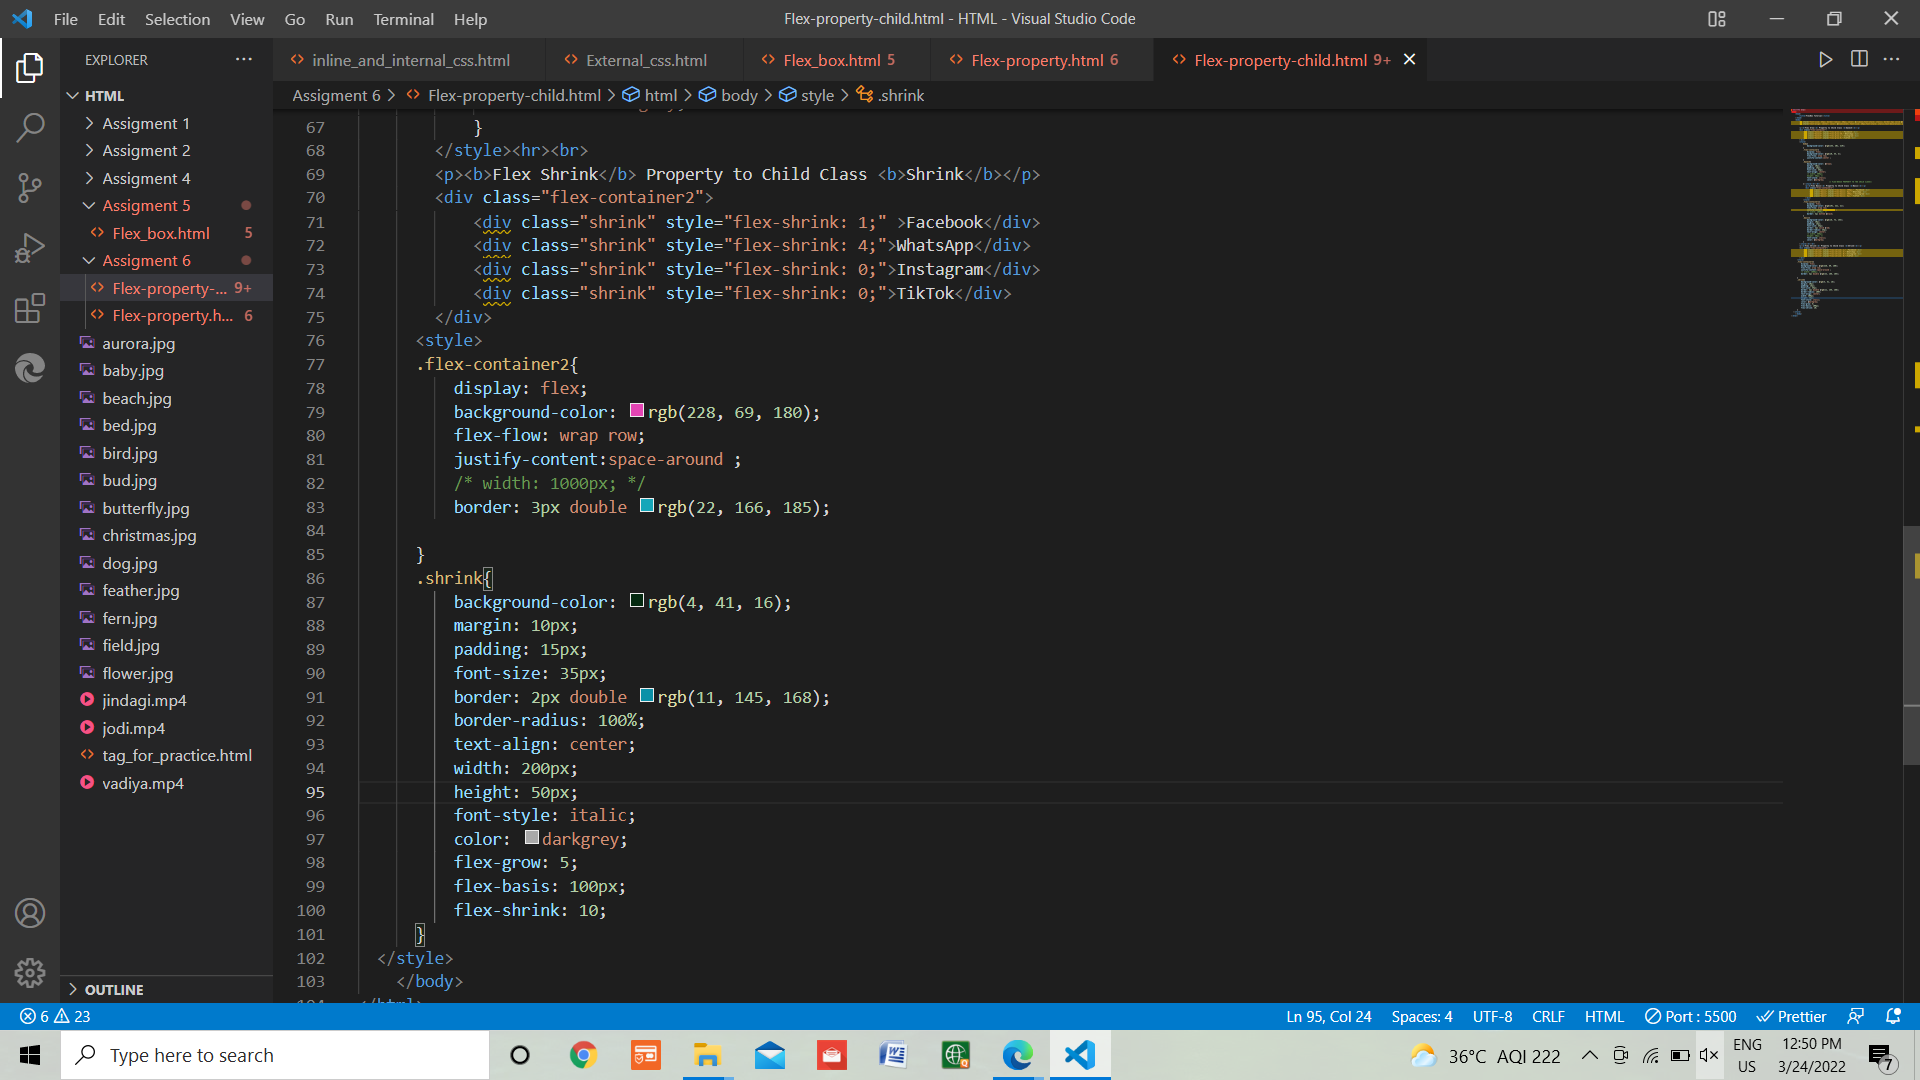 File Edit Selection View Go Run Terminal Help
Flex-property-child.html - HTML - Visual Studio Code
EXPLORER
HTML
Assigment 1
Assigment 2
Assigment 4
Assigment 5
Flex_box.html 5
Assigment 6
Flex-property-... 9+
Flex-property.h... 6
aurora.jpg
baby.jpg
beach.jpg
bed.jpg
bird.jpg
bud.jpg
butterfly.jpg
christmas.jpg
dog.jpg
feather.jpg
fern.jpg
field.jpg
flower.jpg
jindagi.mp4
jodi.mp4
tag_for_practice.html
vadiya.mp4
OUTLINE
inline_and_internal_css.html External_css.html Flex_box.html 5 Flex-property.html 6 Flex-property-child.html 9+
Assigment 6 > Flex-property-child.html > html > body > style > .shrink
67 }
68 </style><hr><br>
69 <p><b>Flex Shrink</b> Property to Child Class <b>Shrink</b></p>
70 <div class="flex-container2">
71 <div class="shrink" style="flex-shrink: 1;" >Facebook</div>
72 <div class="shrink" style="flex-shrink: 4;">WhatsApp</div>
73 <div class="shrink" style="flex-shrink: 0;">Instagram</div>
74 <div class="shrink" style="flex-shrink: 0;">TikTok</div>
75 </div>
76 <style>
77 .flex-container2{
78 display: flex;
79 background-color: rgb(228, 69, 180);
80 flex-flow: wrap row;
81 justify-content:space-around ;
82 /* width: 1000px; */
83 border: 3px double rgb(22, 166, 185);
84
85 }
86 .shrink{
87 background-color: rgb(4, 41, 16);
88 margin: 10px;
89 padding: 15px;
90 font-size: 35px;
91 border: 2px double rgb(11, 145, 168);
92 border-radius: 100%;
93 text-align: center;
94 width: 200px;
95 height: 50px;
96 font-style: italic;
97 color: darkgrey;
98 flex-grow: 5;
99 flex-basis: 100px;
100 flex-shrink: 10;
101 }
102 </style>
103 </body>
104 </html>
6 23
Ln 95, Col 24 Spaces: 4 UTF-8 CRLF HTML Port : 5500 Prettier
Type here to search
36°C AQI 222
ENG
US
12:50 PM
3/24/2022
7